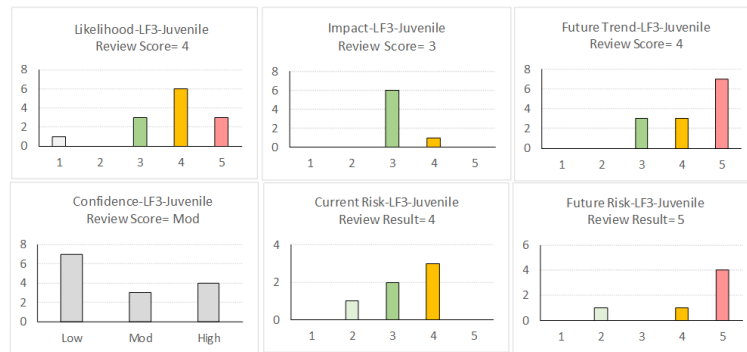 Likelihood-LF3-Juvenile
Review Score= 4
8
6
4
2
0
1 2 3 4 5
Impact-LF3-Juvenile
Review Score= 3
8
6
4
2
0
1 2 3 4 5
Future Trend-LF3-Juvenile
Review Score= 4
8
6
4
2
0
1 2 3 4 5
Confidence-LF3-Juvenile
Review Score= Mod
8
6
4
2
0
Low Mod High
Current Risk-LF3-Juvenile
Review Result= 4
4
2
0
1 2 3 4 5
Future Risk-LF3-Juvenile
Review Result= 5
6
4
2
0
1 2 3 4 5